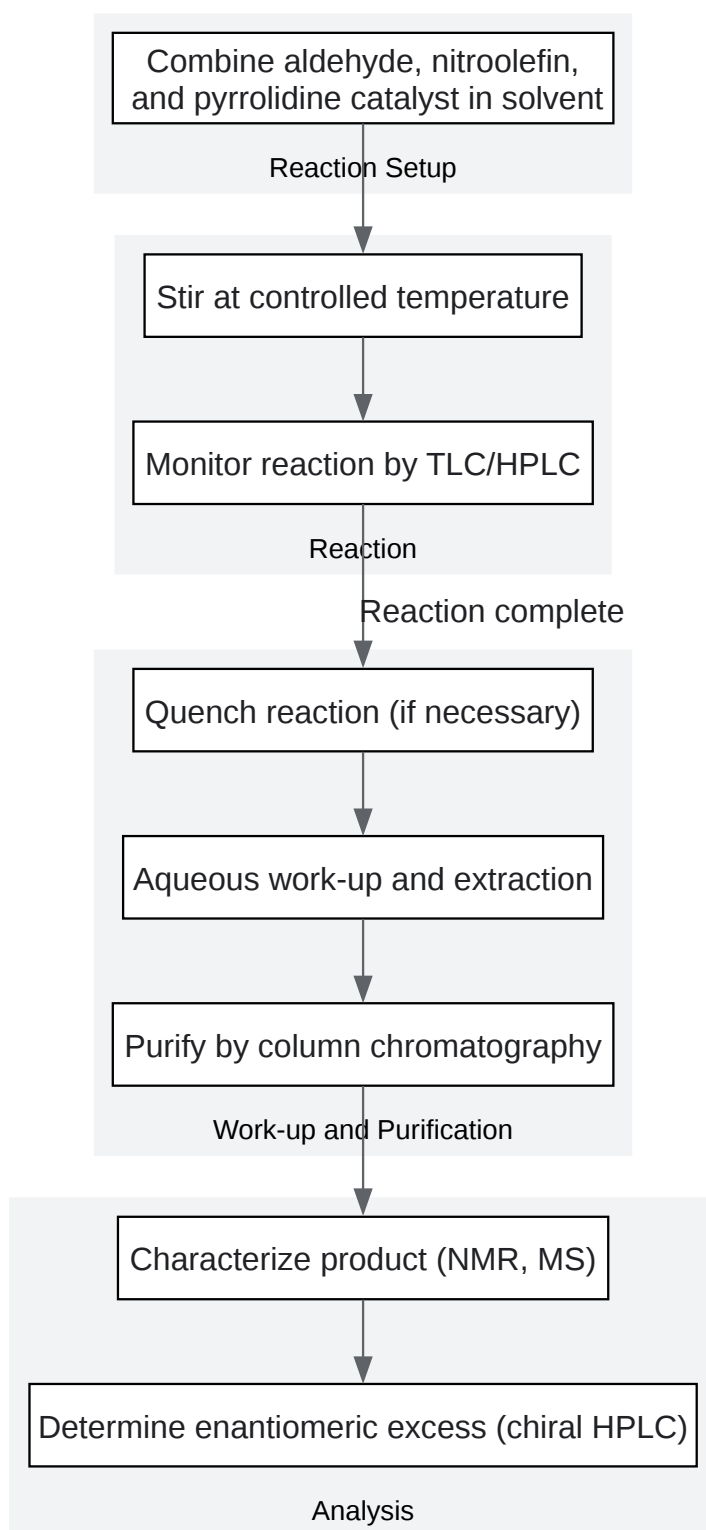 Combine aldehyde, nitroolefin,
and pyrrolidine catalyst in solvent
Reaction Setup
Stir at controlled temperature
Monitor reaction by TLC/HPLC
Reaction
Reaction complete
Quench reaction (if necessary)
Aqueous work-up and extraction
Purify by column chromatography
Work-up and Purification
Characterize product (NMR, MS)
Determine enantiomeric excess (chiral HPLC)
Analysis